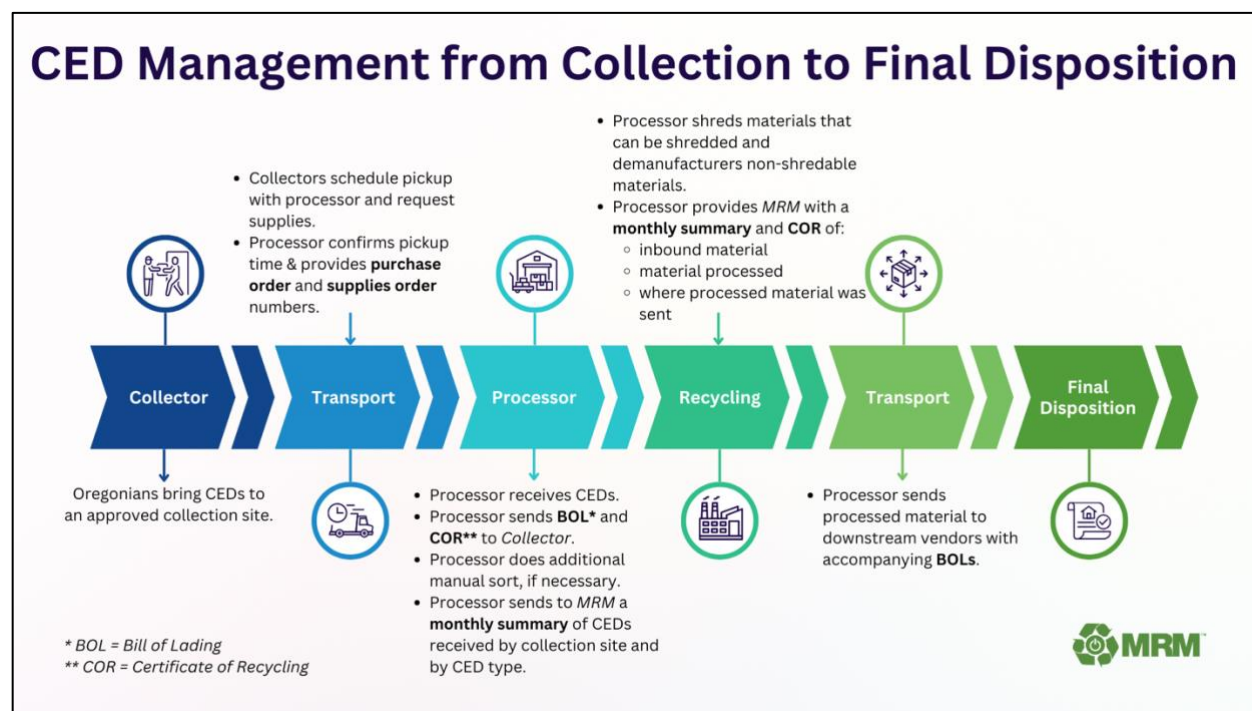 CED Management from Collection to Final Disposition
• Collectors schedule pickup
with processor and request
supplies.
• Processor confirms pickup
time & provides purchase
order and supplies order
numbers.
• Processor shreds materials that
can be shredded and
demanufacturers non-shredable
materials.
• Processor provides MRM with a
monthly summary and COR of:
○ inbound material
○ material processed
○ where processed material was
sent
Collector
Transport
Processor
Recycling
Transport
Final
Disposition
Oregonians bring CEDs to
an approved collection site.
• Processor receives CEDs.
• Processor sends BOL* and
COR** to Collector.
• Processor does additional
manual sort, if necessary.
• Processor sends to MRM a
monthly summary of CEDs
received by collection site and
by CED type.
• Processor sends
processed material to
downstream vendors with
accompanying BOLs.
* BOL = Bill of Lading
** COR = Certificate of Recycling
MRM™